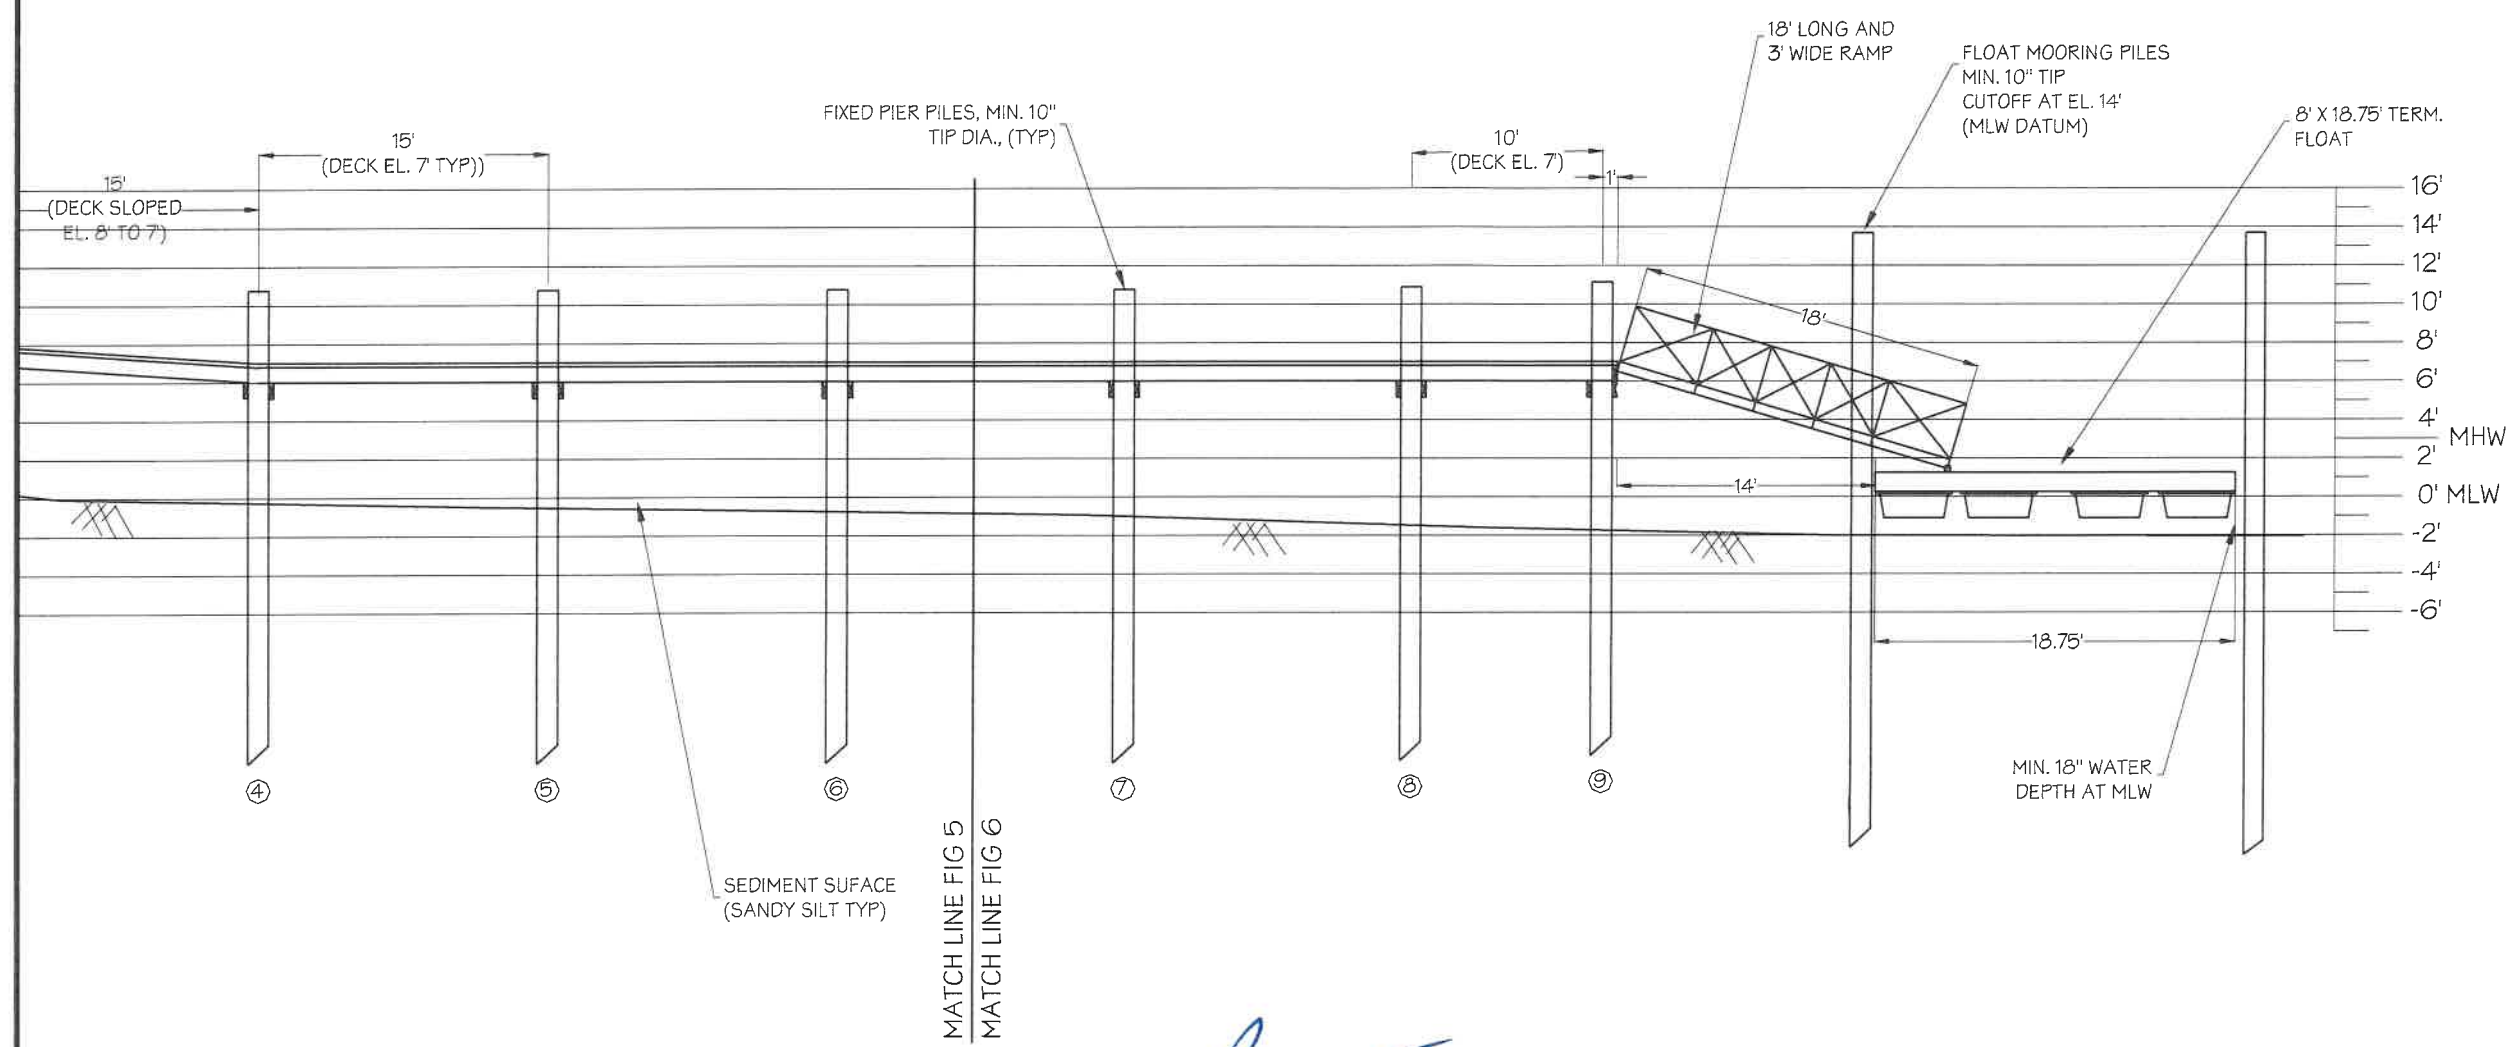 18' LONG AND
3' WIDE RAMP
FLOAT MOORING PILES
MIN. 10" TIP
CUTOFF AT EL. 14'
(MLW DATUM)
8' X 18.75' TERM.
FLOAT
FIXED PIER PILES, MIN. 10"
TIP DIA., (TYP)
15'
(DECK EL. 7' TYP))
10'
(DECK EL. 7')
1'
15'
(DECK SLOPED
EL. 8' TO 7')
16'
14'
12'
10'
8'
6'
4'
MHW
2'
0' MLW
-2'
-4'
-6'
18'
14'
18.75'
MIN. 18" WATER
DEPTH AT MLW
4
5
6
7
8
9
SEDIMENT SUFACE
(SANDY SILT TYP)
MATCH LINE FIG 5
MATCH LINE FIG 6